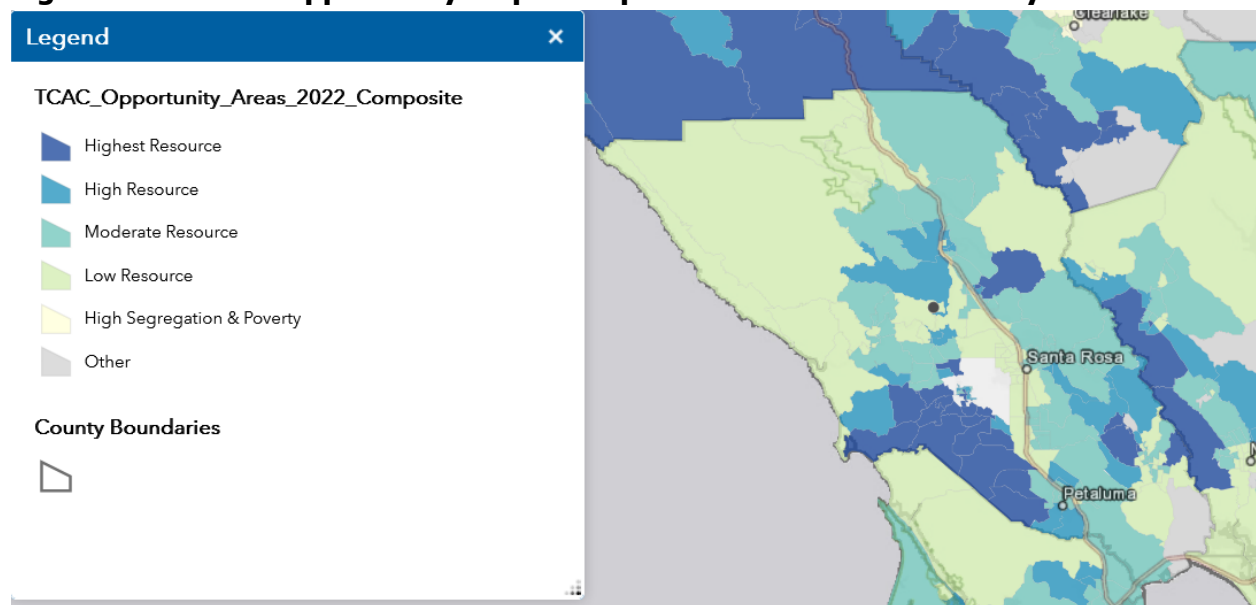 Legend
TCAC_Opportunity_Areas_2022_Composite
Highest Resource
High Resource
Moderate Resource
Low Resource
High Segregation & Poverty
Other
County Boundaries
Clearlake
Santa Rosa
Petaluma